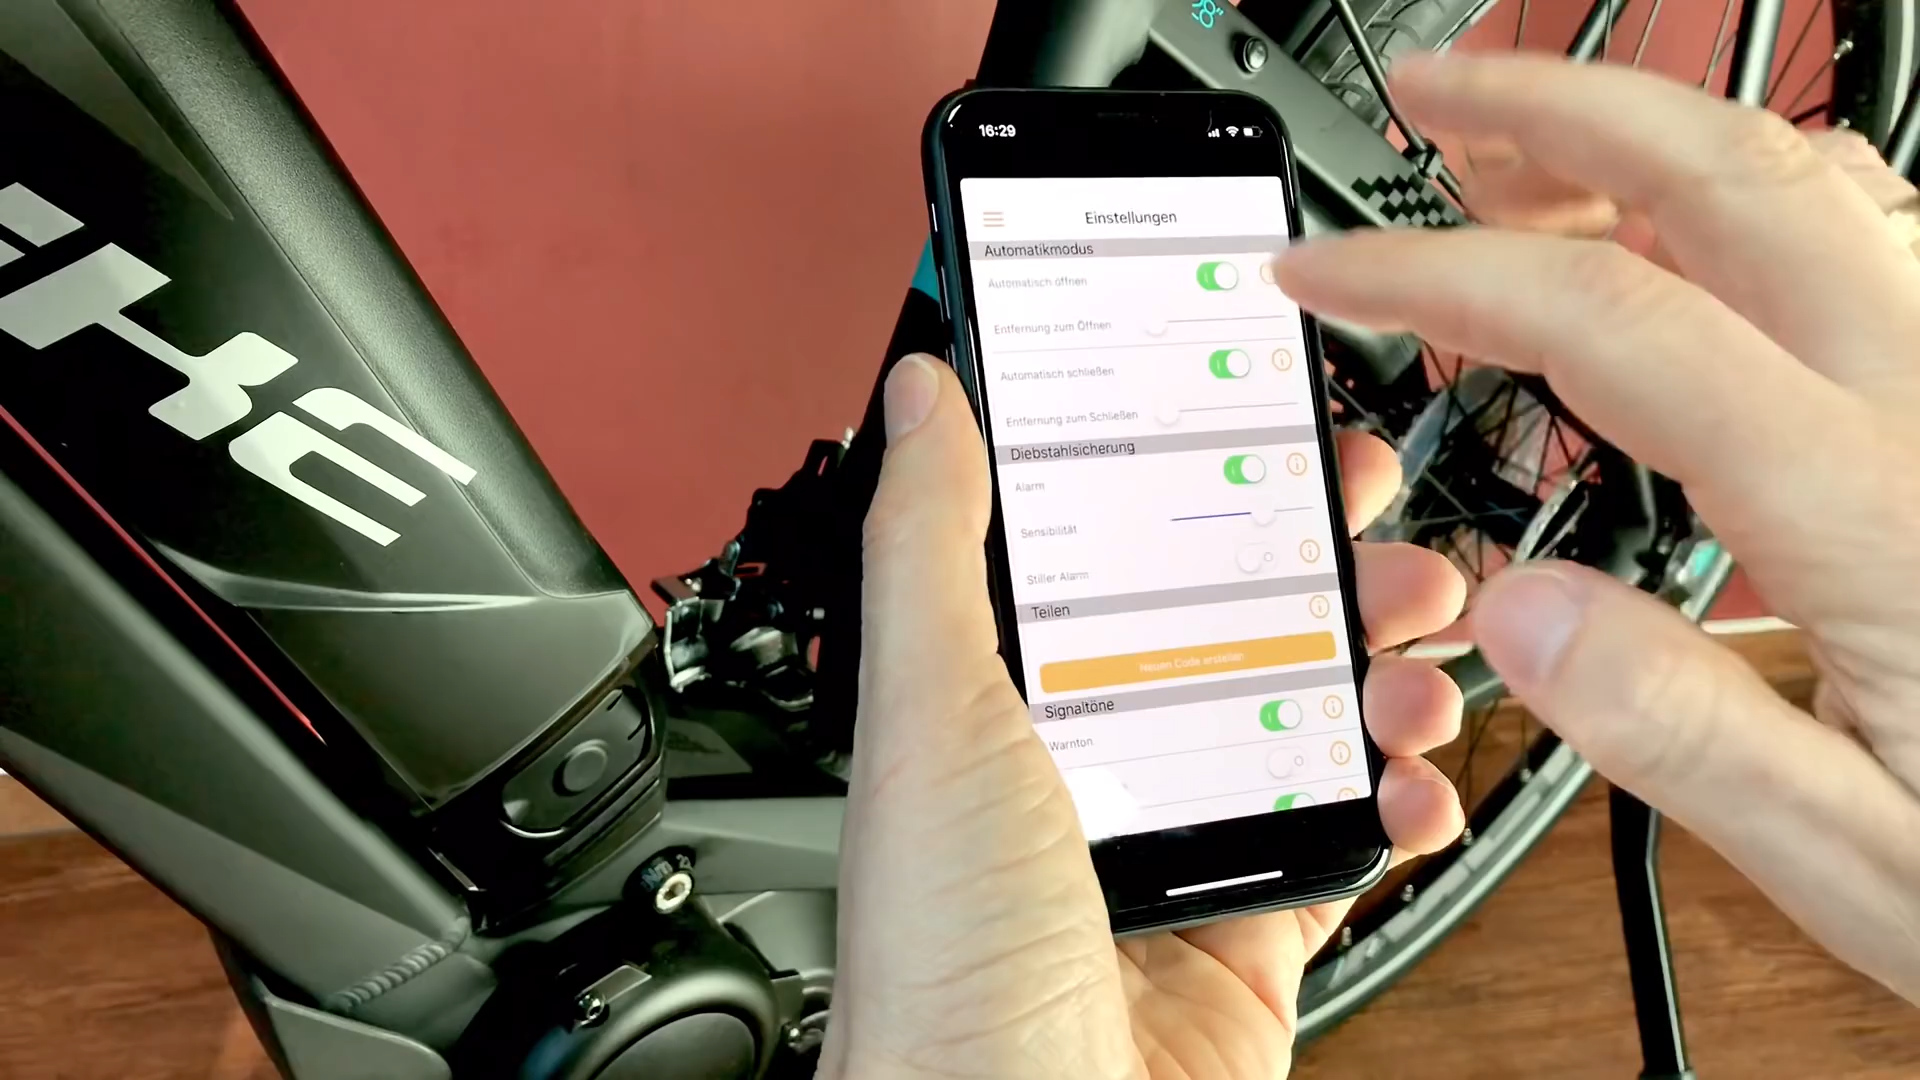 16:29
Einstellungen
Automatikmodus
Automatisch öffnen
Entfernung zum Öffnen
Automatisch schließen
Entfernung zum Schließen
Diebstahlsicherung
Alarm
Sensibilität
Stiller Alarm
Teilen
Neuen Code erstellen
Signaltöne
Warnton